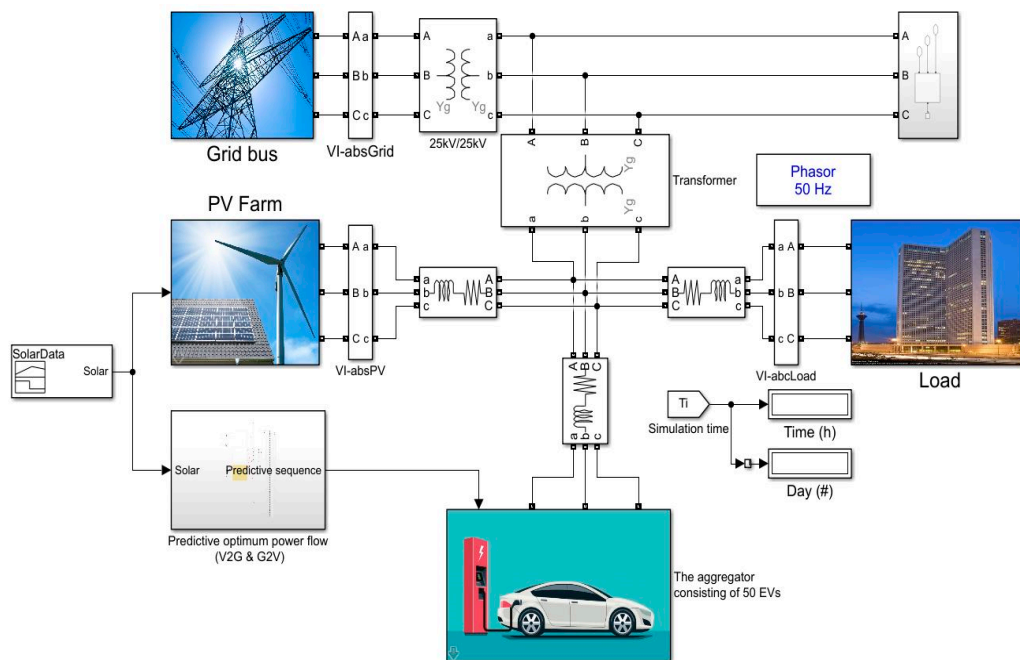 A a
B b
C c
A
B
C
a
b
c
Yg
Yg
A
B
C
Grid bus
VI-absGrid
25kV/25kV
A
B
C
Yg
Yg
a
b
c
Transformer
Phasor
50 Hz
PV Farm
A a
B b
C c
a
b
c
A
B
C
A
B
C
a
b
c
a A
b B
c C
VI-absPV
VI-abcLoad
Load
SolarData
Solar
A
B
C
a
b
c
Ti
Simulation time
Time (h)
Day (#)
Solar
Predictive sequence
Predictive optimum power flow
(V2G & G2V)
The aggregator
consisting of 50 EVs